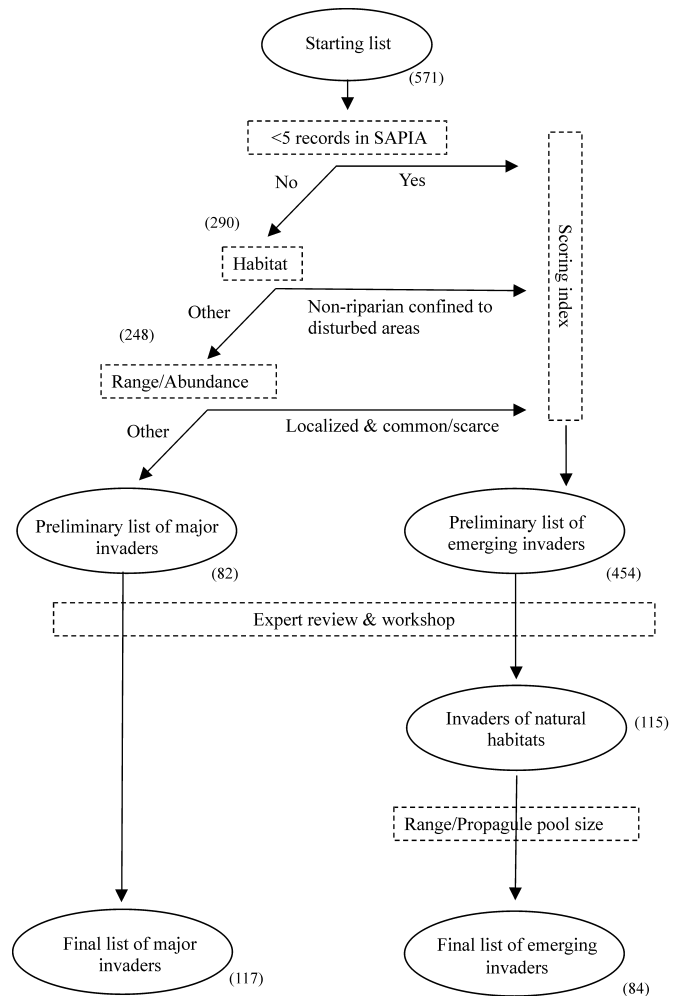 Starting list
(571)
<5 records in SAPIA
No
Yes
(290)
Habitat
Scoring index
Other
Non-riparian confined to
disturbed areas
(248)
Range/Abundance
Other
Localized & common/scarce
Preliminary list of major
invaders
(82)
Preliminary list of
emerging invaders
(454)
Expert review & workshop
Invaders of natural
habitats
(115)
Range/Propagule pool size
Final list of major
invaders
(117)
Final list of emerging
invaders
(84)